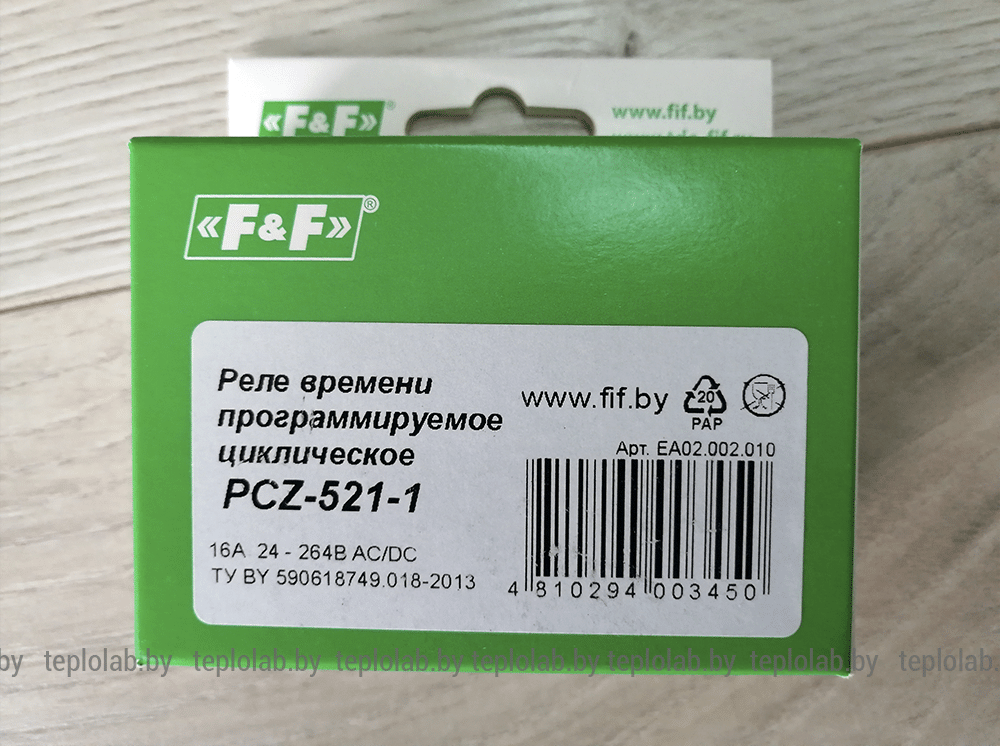 «F&F»®
www.fif.by
«F&F»®
Реле времени
программируемое
циклическое
PCZ-521-1
www.fif.by
20
PAP
Арт. EA02.002.010
16A 24 - 264В AC/DC
ТУ BY 590618749.018-2013
4 810294 003450
by teplolab.by teplolab.by teplolab.by teplolab.by teplolab.by teplolab.by teplolab.by